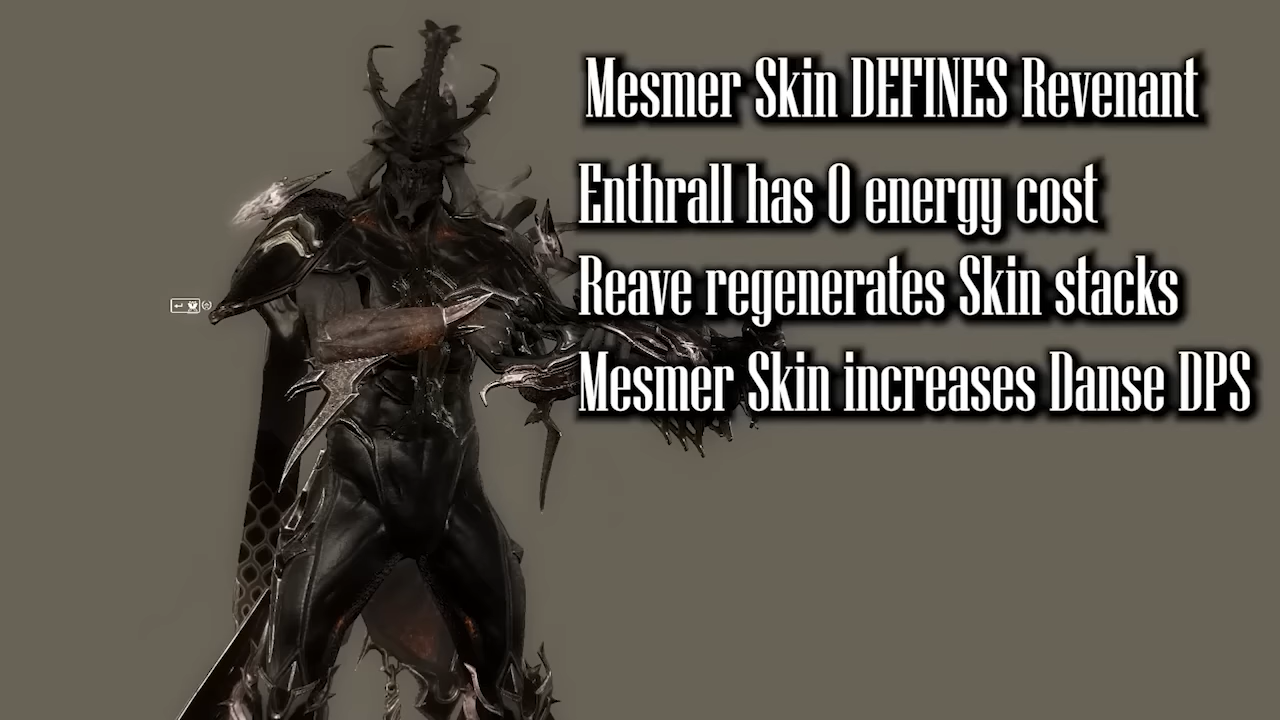 Mesmer Skin DEFINES Revenant
Enthrall has 0 energy cost
Reave regenerates Skin stacks
Mesmer Skin increases Danse DPS